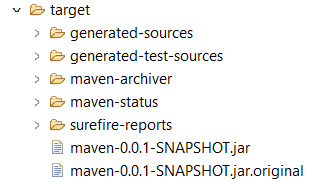 target
generated-sources
generated-test-sources
maven-archiver
maven-status
surefire-reports
maven-0.0.1-SNAPSHOT.jar
maven-0.0.1-SNAPSHOT.jar.original